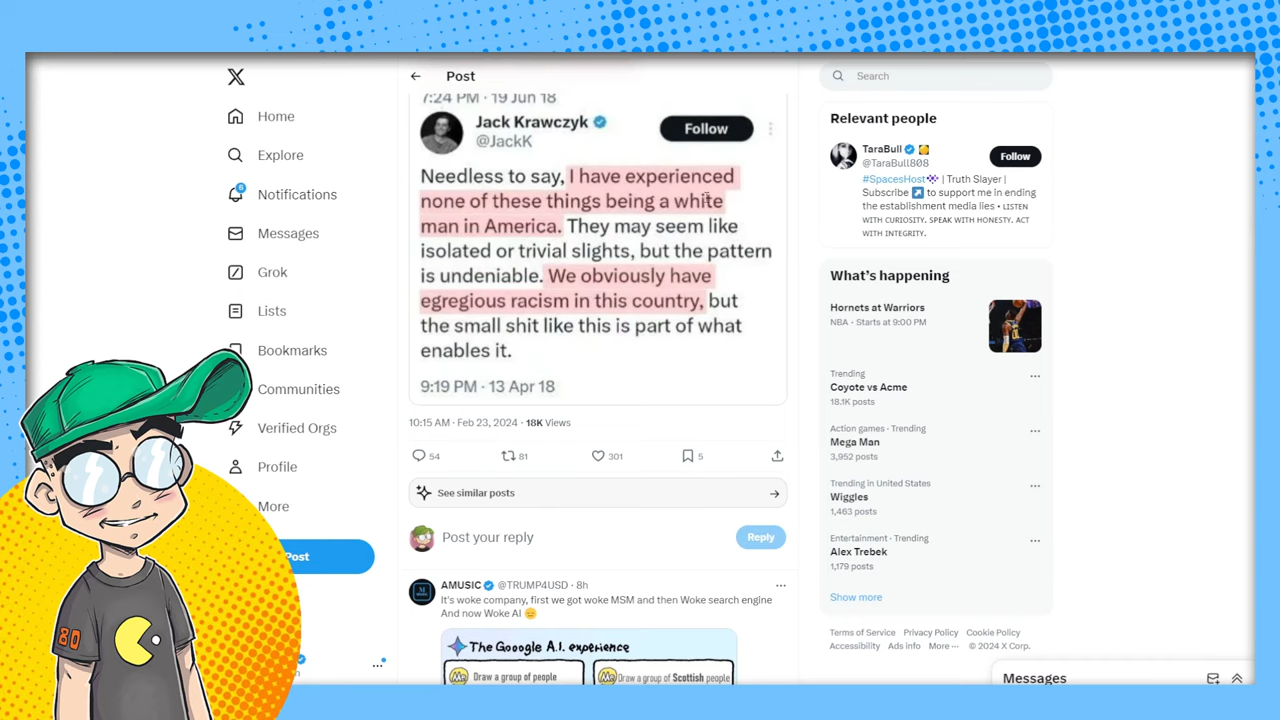 Post
Search
7:24 PM · 19 Jun 18
Home
Explore
6
Notifications
Messages
Grok
Lists
Bookmarks
Communities
Verified Orgs
Profile
More
Post
Jack Krawczyk
@JackK
Follow
Needless to say, I have experienced
none of these things being a white
man in America. They may seem like
isolated or trivial slights, but the pattern
is undeniable. We obviously have
egregious racism in this country, but
the small shit like this is part of what
enables it.
9:19 PM · 13 Apr 18
10:15 AM · Feb 23, 2024 · 18K Views
54
81
301
5
See similar posts
Post your reply
Reply
AMUSIC @TRUMP4USD · 8h
It's woke company, first we got woke MSM and then Woke search engine
And now Woke AI
The Gooogle A.I. experience
Me Draw a group of people
Me Draw a group of Scottish people
Relevant people
TaraBull
@TaraBull808
Follow
#SpacesHost | Truth Slayer |
Subscribe to support me in ending
the establishment media lies • LISTEN
WITH CURIOSITY. SPEAK WITH HONESTY. ACT
WITH INTEGRITY.
What's happening
Hornets at Warriors
NBA · Starts at 9:00 PM
Trending
Coyote vs Acme
18.1K posts
Action games · Trending
Mega Man
3,952 posts
Trending in United States
Wiggles
1,463 posts
Entertainment · Trending
Alex Trebek
1,179 posts
Show more
Terms of Service Privacy Policy Cookie Policy
Accessibility Ads info More ··· © 2024 X Corp.
Messages
80